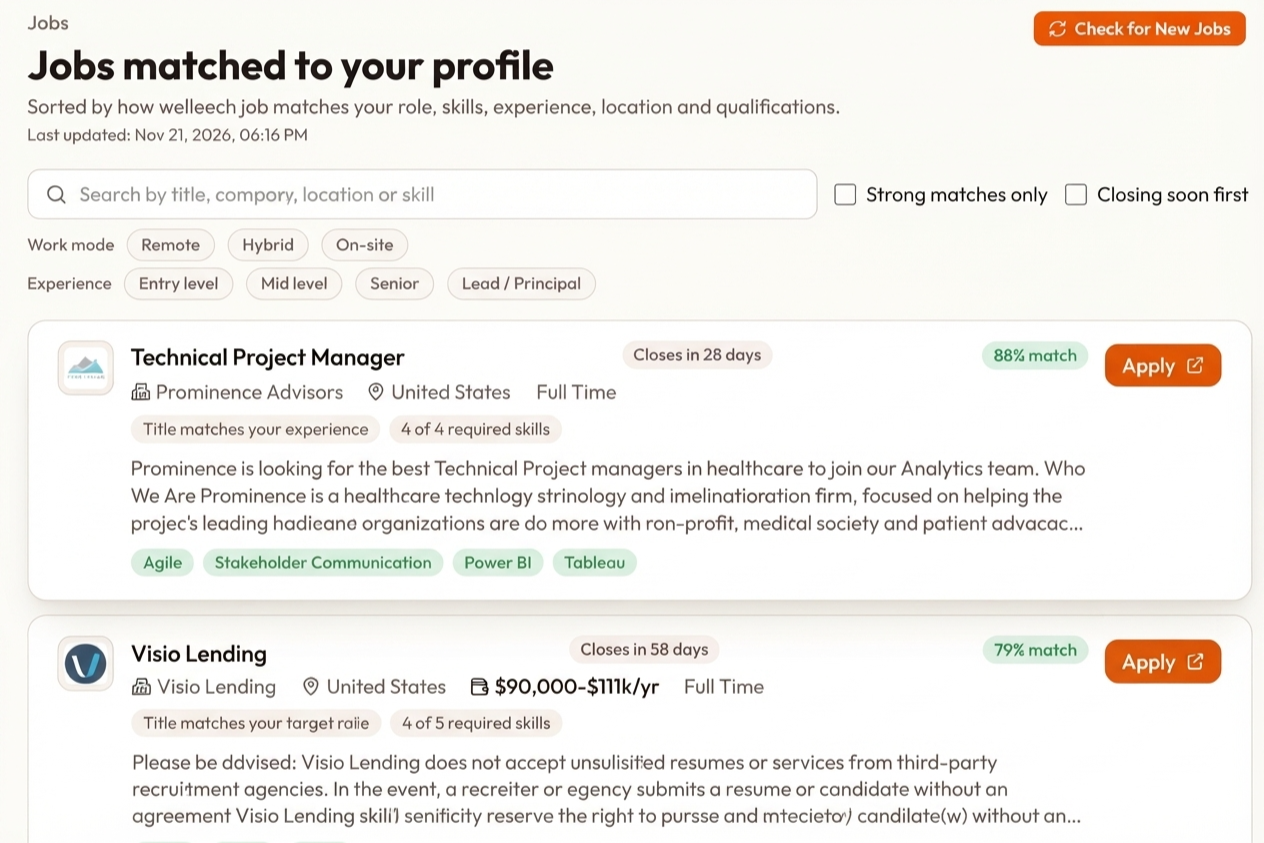 Jobs
Check for New Jobs
Jobs matched to your profile
Sorted by how welleech job matches your role, skills, experience, location and qualifications.
Last updated: Nov 21, 2026, 06:16 PM
Search by title, compory, location or skill
Strong matches only
Closing soon first
Work mode Remote Hybrid On-site
Experience Entry level Mid level Senior Lead / Principal
Technical Project Manager Closes in 28 days 88% match Apply
Prominence Advisors United States Full Time
Title matches your experience 4 of 4 required skills
Prominence is looking for the best Technical Project managers in healthcare to join our Analytics team. Who
We Are Prominence is a healthcare technlogy strinology and imelinatioration firm, focused on helping the
projec's leading hadieane organizations are do more with ron-profit, medical society and patient advacac...
Agile Stakeholder Communication Power BI Tableau
Visio Lending Closes in 58 days 79% match Apply
Visio Lending United States $90,000-$111k/yr Full Time
Title matches your target 4 of 5 required skills
Please be ddvised: Visio Lending does not accept unsulisified resumes or services from third-party
recruitment agencies. In the event, a recreiter or egency submits a resume or candidate without an
agreement Visio Lending senificity reserve the right to pursse and candilate(w) without an...